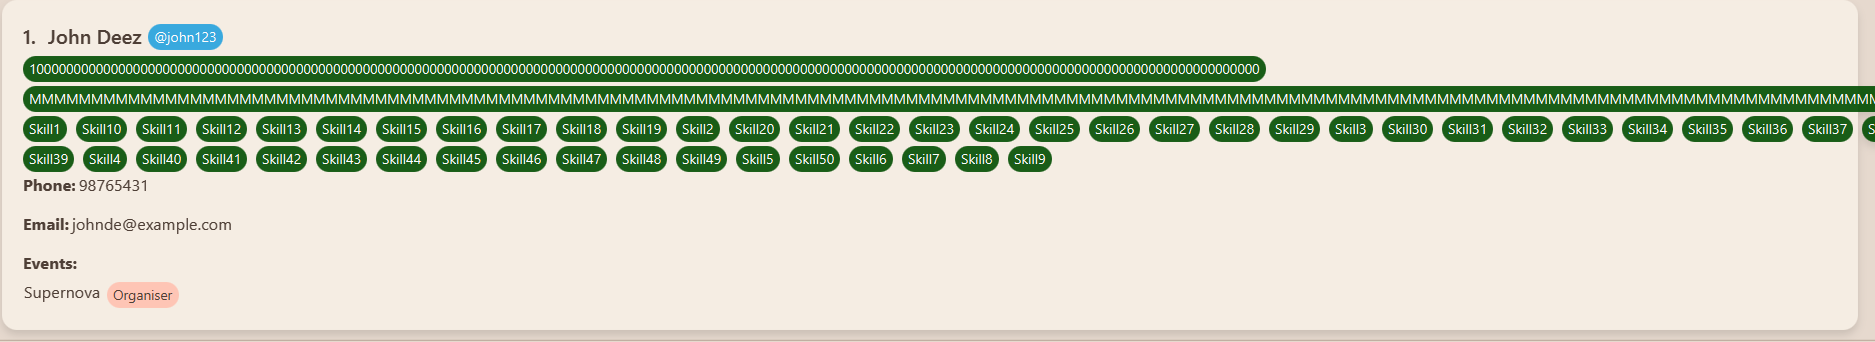 1. John Deez @john123
Skill1 Skill10 Skill11 Skill12 Skill13 Skill14 Skill15 Skill16 Skill17 Skill18 Skill19 Skill2 Skill20 Skill21 Skill22 Skill23 Skill24 Skill25 Skill26 Skill27 Skill28 Skill29 Skill3 Skill30 Skill31 Skill32 Skill33 Skill34 Skill35 Skill36 Skill37
Skill39 Skill4 Skill40 Skill41 Skill42 Skill43 Skill44 Skill45 Skill46 Skill47 Skill48 Skill49 Skill5 Skill50 Skill6 Skill7 Skill8 Skill9
Phone: 98765431
Email: johnde@example.com
Events:
Supernova Organiser